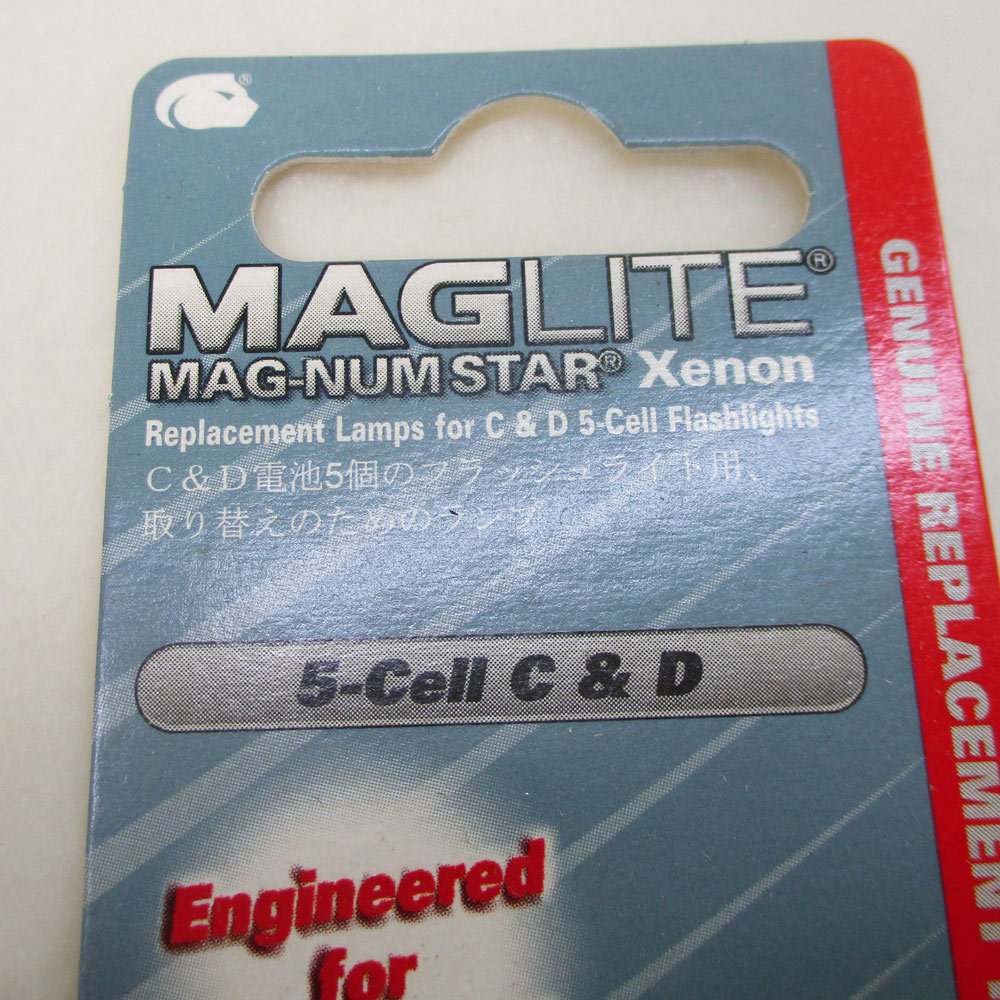 ®
MAGLITE®
MAG-NUM STAR® Xenon
Replacement Lamps for C & D 5-Cell Flashlights
C&D電池5個のフラッシュライト用、
取り替えのためのランプ
5-Cell C & D
Engineered
for
GENUINE REPLACEMENT